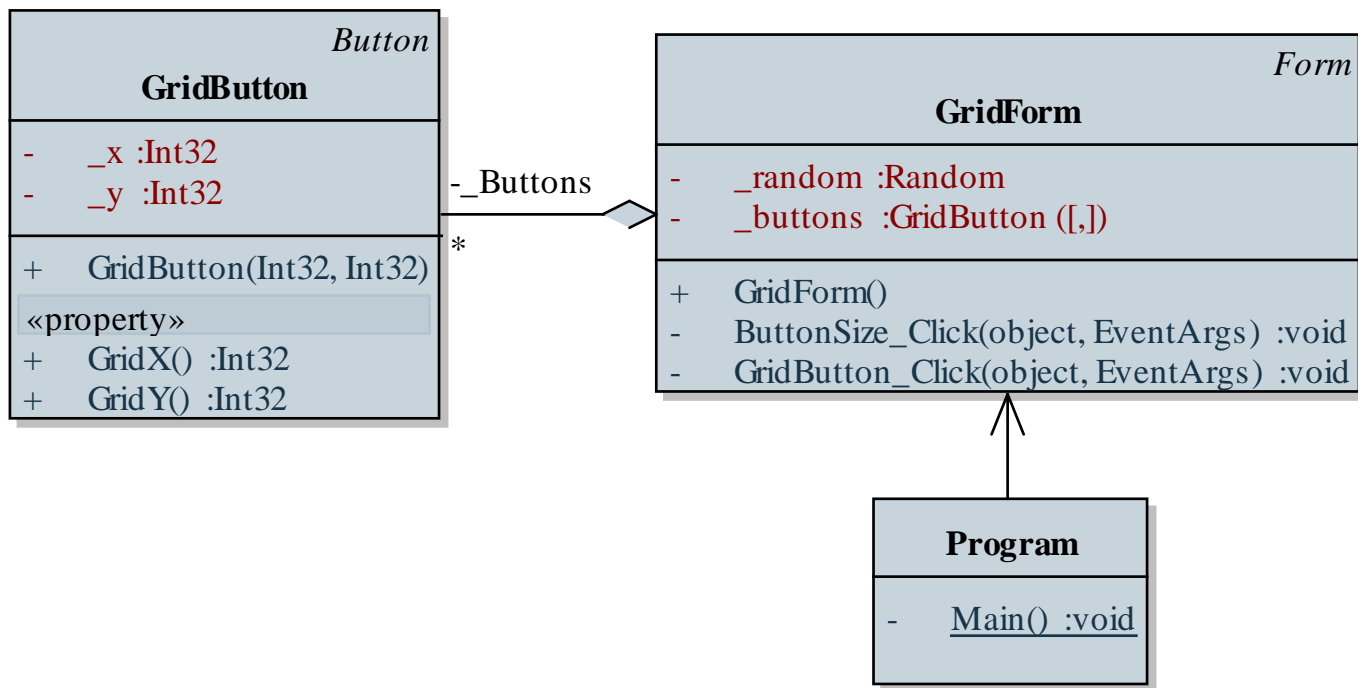 Button
GridButton
- _x :Int32
- _y :Int32
+ GridButton(Int32, Int32)
«property»
+ GridX() :Int32
+ GridY() :Int32
-_Buttons
*
Form
GridForm
- _random :Random
- _buttons :GridButton ([,])
+ GridForm()
- ButtonSize_Click(object, EventArgs) :void
- GridButton_Click(object, EventArgs) :void
Program
- Main() :void